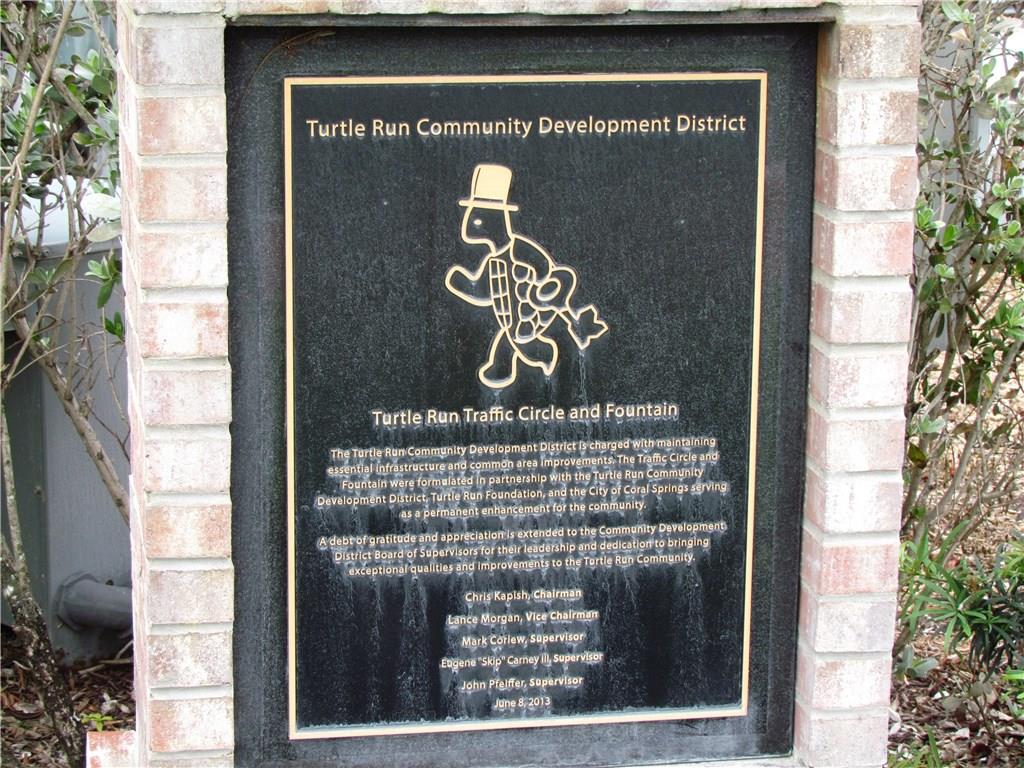 Turtle Run Community Development District
Turtle Run Traffic Circle and Fountain
The Turtle Run Community Development District is charged with maintaining
essential infrastructure and common area improvements. The Traffic Circle and
Fountain were formulated in partnership with the Turtle Run Community
Development District, Turtle Run Foundation, and the City of Coral Springs serving
as a permanent enhancement for the community.
A debt of gratitude and appreciation is extended to the Community Development
District Board of Supervisors for their leadership and dedication to bringing
exceptional qualities and improvements to the Turtle Run Community.
Chris Kapish, Chairman
Lance Morgan, Vice Chairman
Mark Corlew, Supervisor
Eugene "Skip" Carney III, Supervisor
John Pfeiffer, Supervisor
June 8, 2013